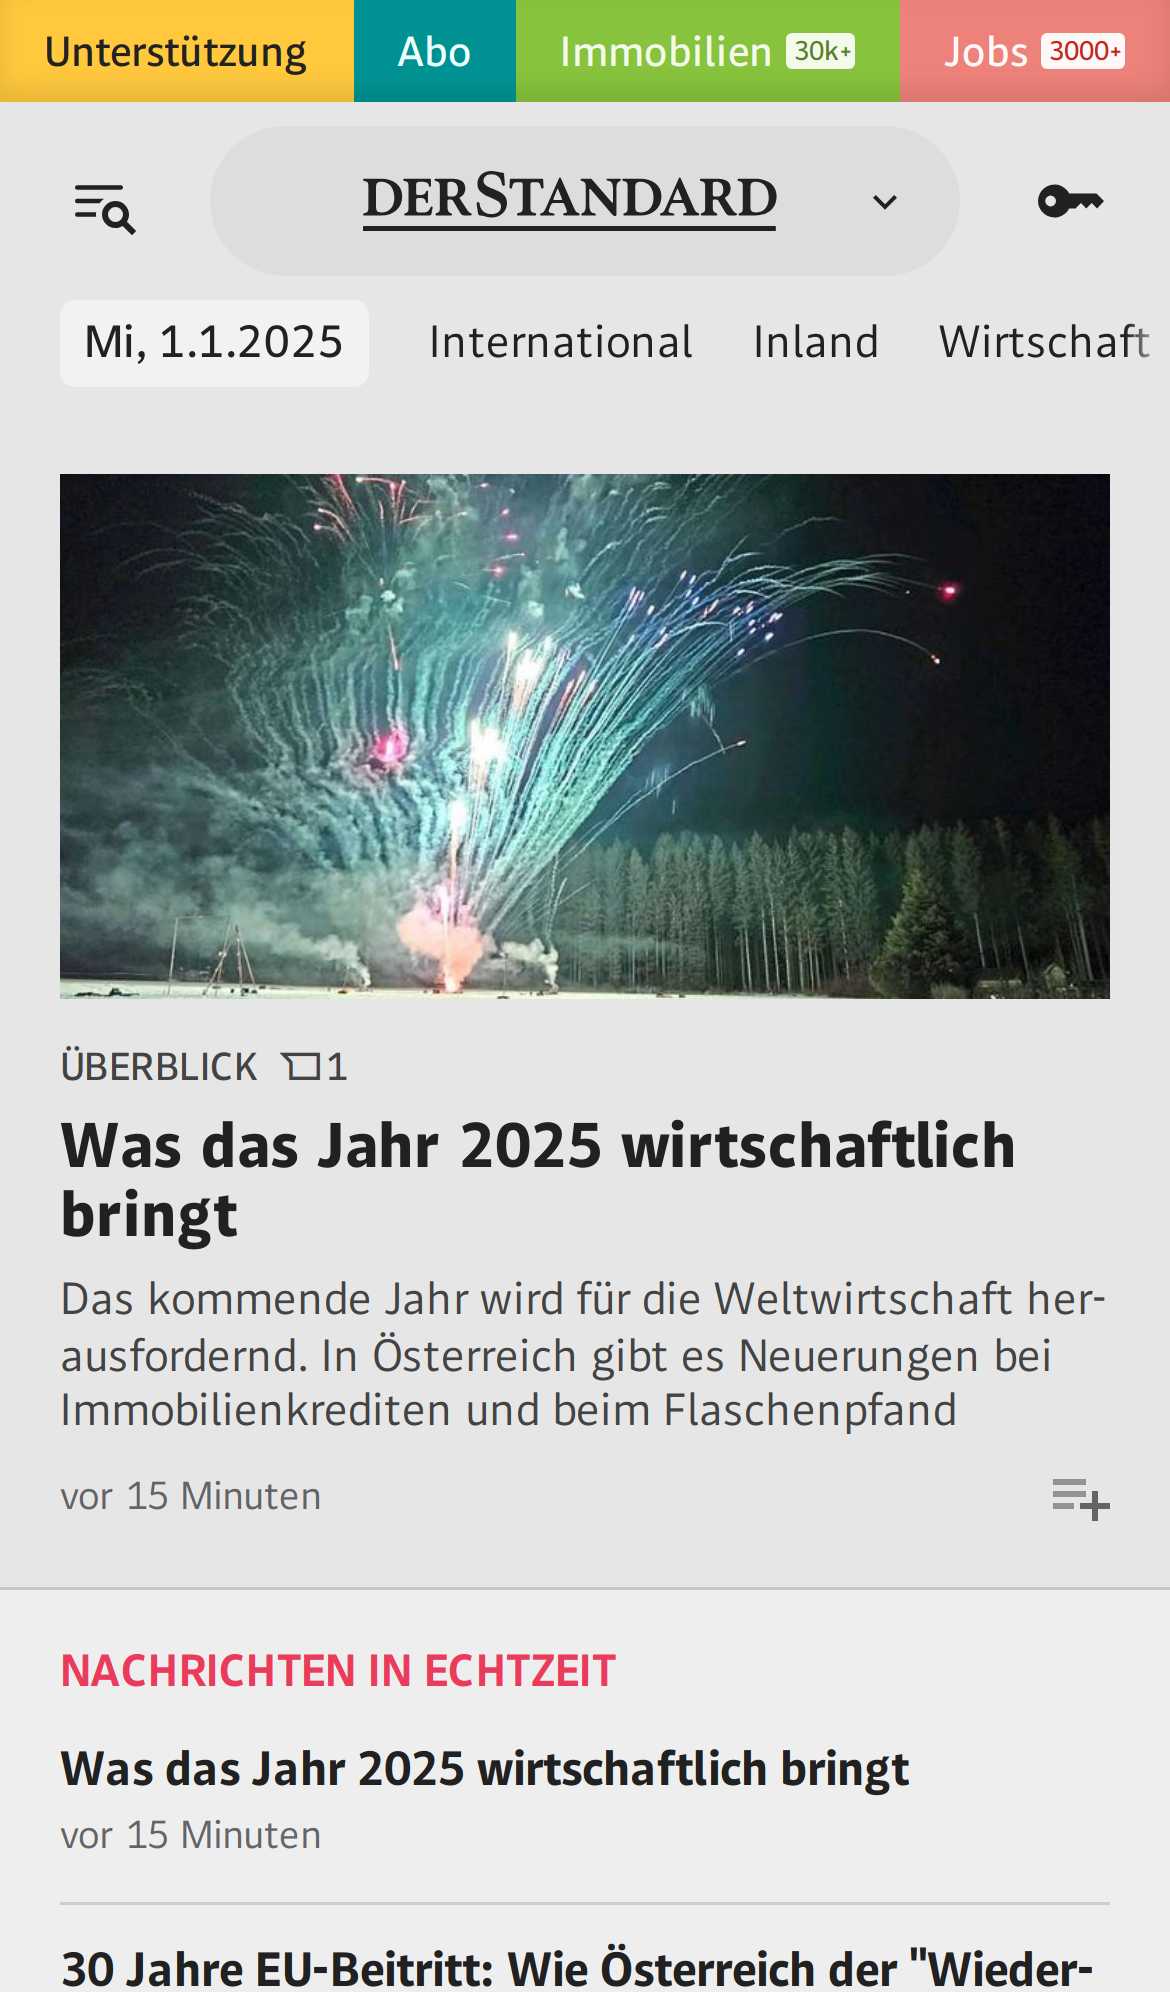 Unterstützung Abo Immobilien 30k+ Jobs 3000+
DERSTANDARD
Mi, 1.1.2025 International Inland Wirtschaft
ÜBERBLICK 1
Was das Jahr 2025 wirtschaftlich
bringt
Das kommende Jahr wird für die Weltwirtschaft her-
ausfordernd. In Österreich gibt es Neuerungen bei
Immobilienkrediten und beim Flaschenpfand
vor 15 Minuten
NACHRICHTEN IN ECHTZEIT
Was das Jahr 2025 wirtschaftlich bringt
vor 15 Minuten
30 Jahre EU-Beitritt: Wie Österreich der "Wieder-